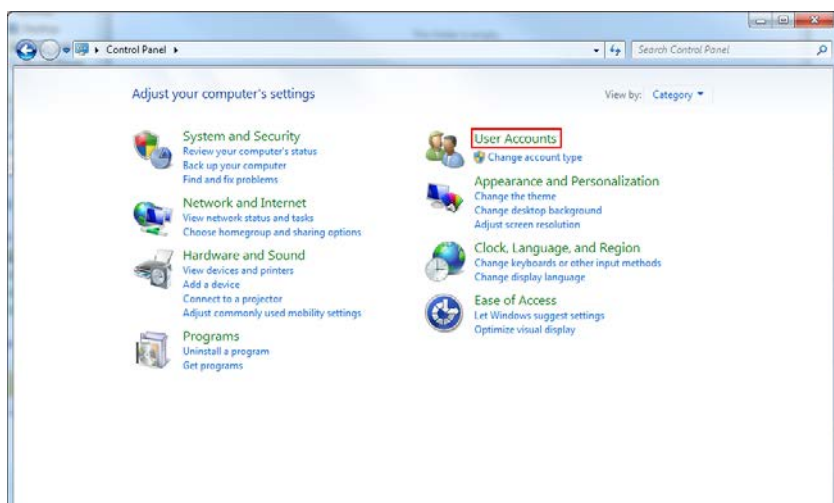 Control Panel
Search Control Panel
Adjust your computer's settings
View by: Category
System and Security
Review your computer's status
Back up your computer
Find and fix problems
Network and Internet
View network status and tasks
Choose homegroup and sharing options
Hardware and Sound
View devices and printers
Add a device
Connect to a projector
Adjust commonly used mobility settings
Programs
Uninstall a program
Get programs
User Accounts
Change account type
Appearance and Personalization
Change the theme
Change desktop background
Adjust screen resolution
Clock, Language, and Region
Change keyboards or other input methods
Change display language
Ease of Access
Let Windows suggest settings
Optimize visual display